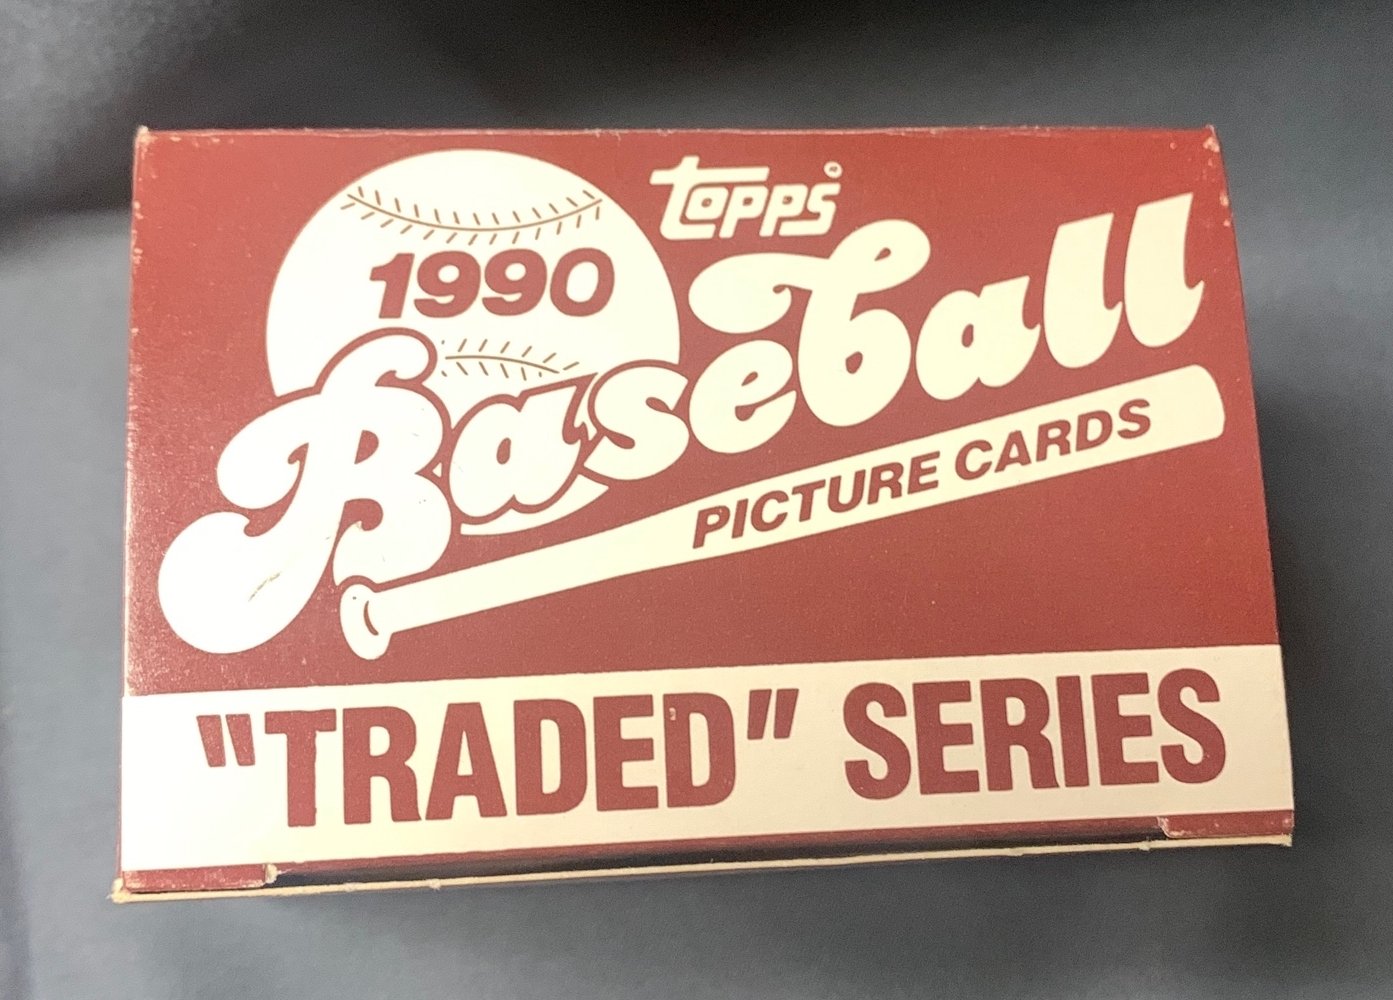 topps®
1990
Baseball
PICTURE CARDS
"TRADED" SERIES